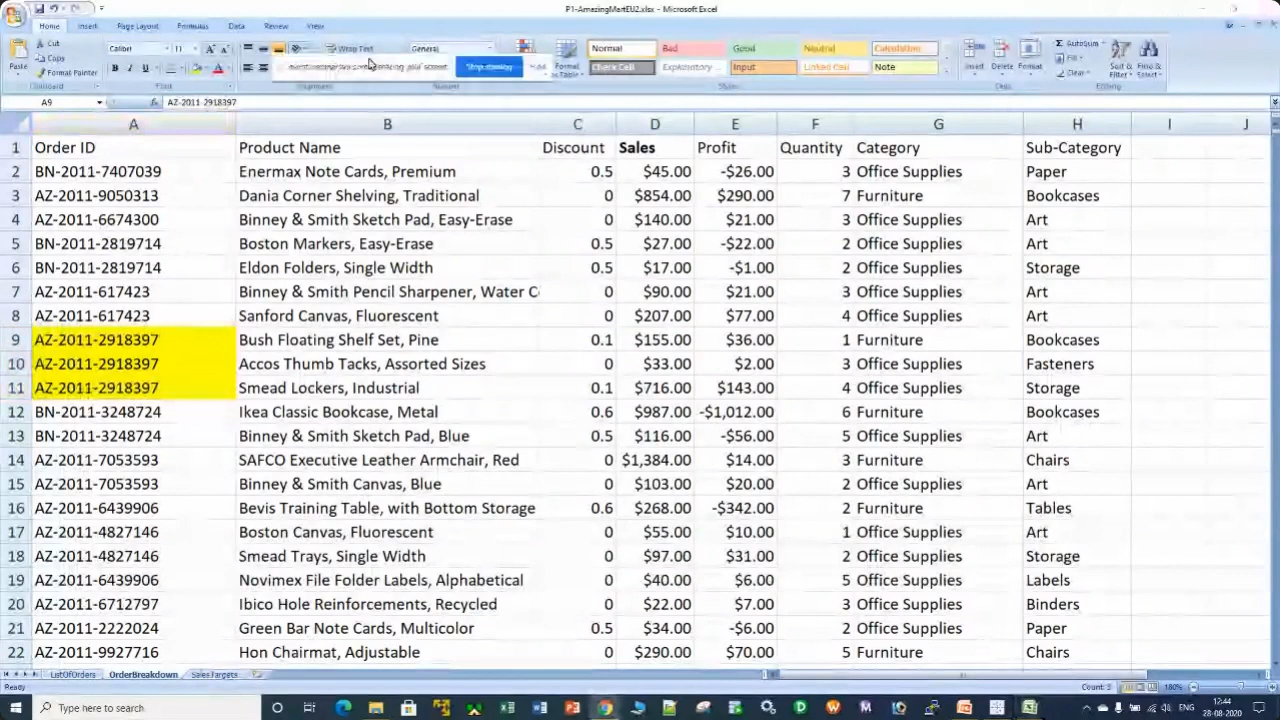 P1-AmazingMartEU2.xlsx - Microsoft Excel
Home Insert Page Layout Formulas Data Review View
Cut Calibri 11 Wrap Text General Normal Bad Good Neutral Calculation AutoSum
Copy Fill
Paste Format Painter Stop sharing Format as Table Check Cell Explanatory ... Input Linked Cell Note Insert Delete Format Clear Sort & Filter Find & Select
Clipboard Font Alignment Number Styles Cells Editing
A9 fx AZ-2011-2918397
A B C D E F G H I J
1 Order ID Product Name Discount Sales Profit Quantity Category Sub-Category
2 BN-2011-7407039 Enermax Note Cards, Premium 0.5 $45.00 -$26.00 3 Office Supplies Paper
3 AZ-2011-9050313 Dania Corner Shelving, Traditional 0 $854.00 $290.00 7 Furniture Bookcases
4 AZ-2011-6674300 Binney & Smith Sketch Pad, Easy-Erase 0 $140.00 $21.00 3 Office Supplies Art
5 BN-2011-2819714 Boston Markers, Easy-Erase 0.5 $27.00 -$22.00 2 Office Supplies Art
6 BN-2011-2819714 Eldon Folders, Single Width 0.5 $17.00 -$1.00 2 Office Supplies Storage
7 AZ-2011-617423 Binney & Smith Pencil Sharpener, Water C 0 $90.00 $21.00 3 Office Supplies Art
8 AZ-2011-617423 Sanford Canvas, Fluorescent 0 $207.00 $77.00 4 Office Supplies Art
9 AZ-2011-2918397 Bush Floating Shelf Set, Pine 0.1 $155.00 $36.00 1 Furniture Bookcases
10 AZ-2011-2918397 Accos Thumb Tacks, Assorted Sizes 0 $33.00 $2.00 3 Office Supplies Fasteners
11 AZ-2011-2918397 Smead Lockers, Industrial 0.1 $716.00 $143.00 4 Office Supplies Storage
12 BN-2011-3248724 Ikea Classic Bookcase, Metal 0.6 $987.00 -$1,012.00 6 Furniture Bookcases
13 BN-2011-3248724 Binney & Smith Sketch Pad, Blue 0.5 $116.00 -$56.00 5 Office Supplies Art
14 AZ-2011-7053593 SAFCO Executive Leather Armchair, Red 0 $1,384.00 $14.00 3 Furniture Chairs
15 AZ-2011-7053593 Binney & Smith Canvas, Blue 0 $103.00 $20.00 2 Office Supplies Art
16 AZ-2011-6439906 Bevis Training Table, with Bottom Storage 0.6 $268.00 -$342.00 2 Furniture Tables
17 AZ-2011-4827146 Boston Canvas, Fluorescent 0 $55.00 $10.00 1 Office Supplies Art
18 AZ-2011-4827146 Smead Trays, Single Width 0 $97.00 $31.00 2 Office Supplies Storage
19 AZ-2011-6439906 Novimex File Folder Labels, Alphabetical 0 $40.00 $6.00 5 Office Supplies Labels
20 AZ-2011-6712797 Ibico Hole Reinforcements, Recycled 0 $22.00 $7.00 3 Office Supplies Binders
21 AZ-2011-2222024 Green Bar Note Cards, Multicolor 0.5 $34.00 -$6.00 2 Office Supplies Paper
22 AZ-2011-9927716 Hon Chairmat, Adjustable 0 $290.00 $70.00 5 Furniture Chairs
ListOfOrders OrderBreakdown SalesTargets
Ready Count: 3 180%
Type here to search 12:44
28-08-2020